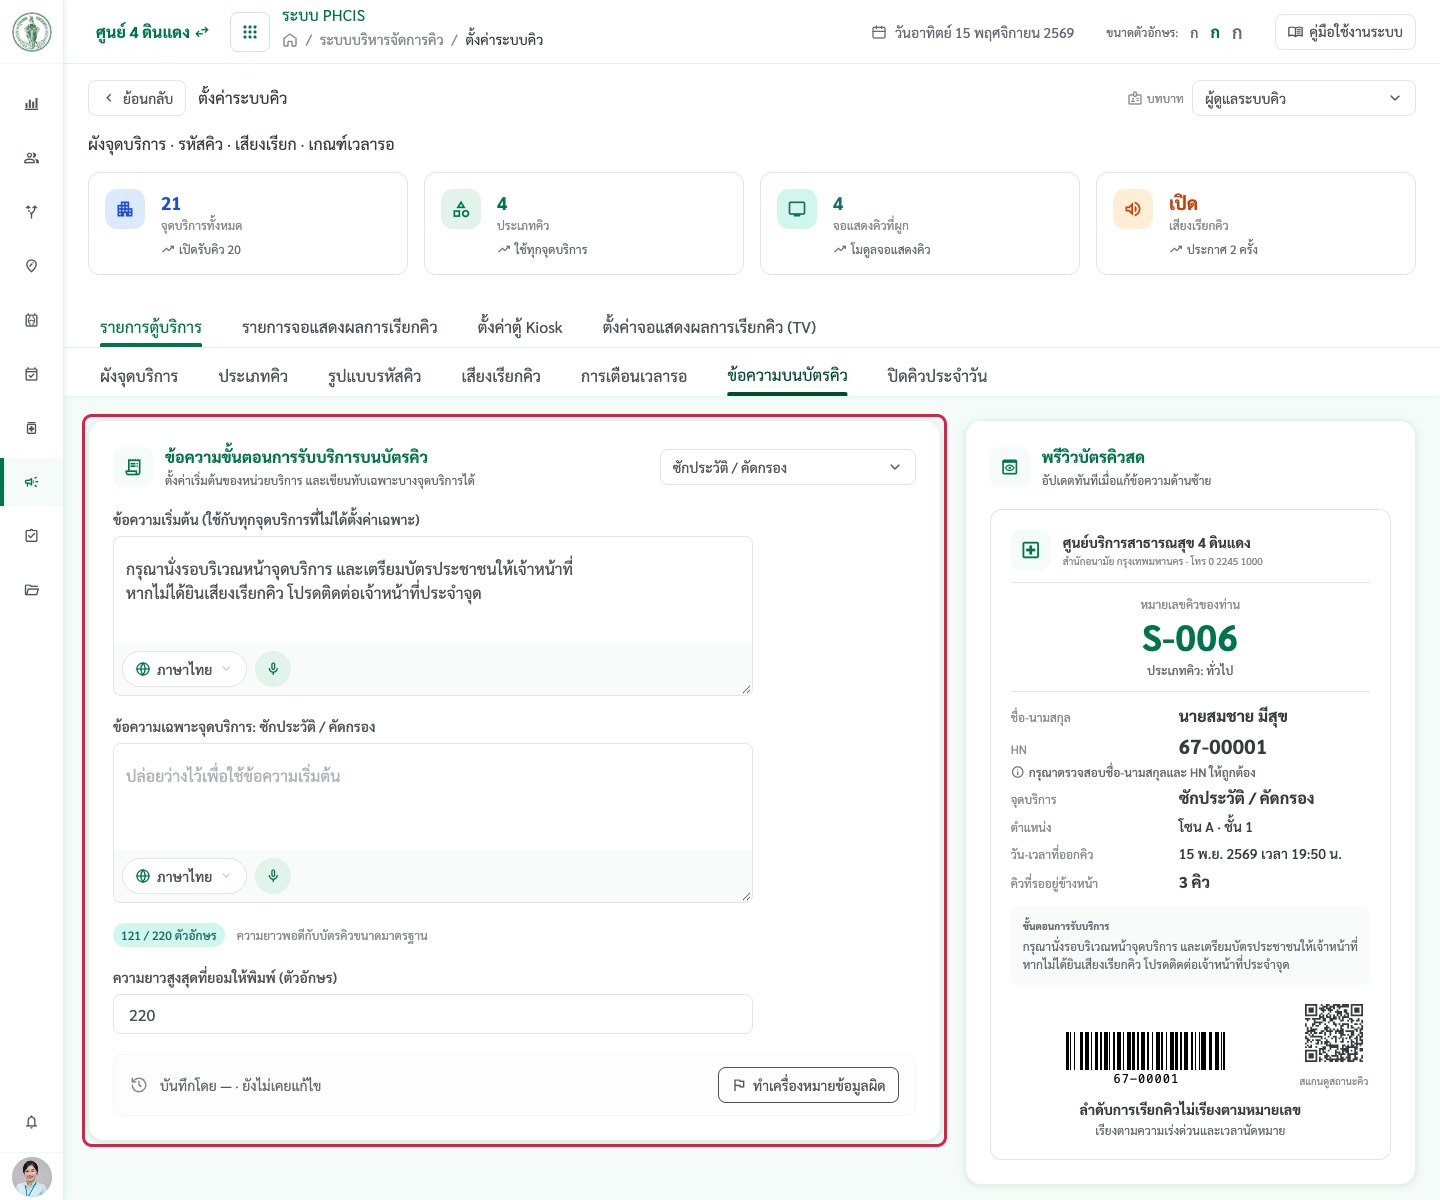 ศูนย์ 4 ดินแดง
ระบบ PHCIS
ระบบบริหารจัดการคิว / ตั้งค่าระบบคิว
วันอาทิตย์ 15 พฤศจิกายน 2569
ขนาดตัวอักษร: ก ก ก
คู่มือใช้งานระบบ
ย้อนกลับ
ตั้งค่าระบบคิว
บทบาท
ผู้ดูแลระบบคิว
ผังจุดบริการ · รหัสคิว · เสียงเรียก · เกณฑ์เวลารอ
21
จุดบริการทั้งหมด
เปิดรับคิว 20
4
ประเภทคิว
ใช้ทุกจุดบริการ
4
จอแสดงคิวที่ผูก
โมดูลจอแสดงคิว
เปิด
เสียงเรียกคิว
ประกาศ 2 ครั้ง
รายการตู้บริการ
รายการจอแสดงผลการเรียกคิว
ตั้งค่าตู้ Kiosk
ตั้งค่าจอแสดงผลการเรียกคิว (TV)
ผังจุดบริการ
ประเภทคิว
รูปแบบรหัสคิว
เสียงเรียกคิว
การเตือนเวลารอ
ข้อความบนบัตรคิว
ปิดคิวประจำวัน
ข้อความขั้นตอนการรับบริการบนบัตรคิว
ตั้งค่าเริ่มต้นของหน่วยบริการ และเขียนทับเฉพาะบางจุดบริการได้
ซักประวัติ / คัดกรอง
ข้อความเริ่มต้น (ใช้กับทุกจุดบริการที่ไม่ได้ตั้งค่าเฉพาะ)
กรุณานั่งรอบริเวณหน้าจุดบริการ และเตรียมบัตรประชาชนให้เจ้าหน้าที่
หากไม่ได้ยินเสียงเรียกคิว โปรดติดต่อเจ้าหน้าที่ประจำจุด
ภาษาไทย
ข้อความเฉพาะจุดบริการ: ซักประวัติ / คัดกรอง
ปล่อยว่างไว้เพื่อใช้ข้อความเริ่มต้น
ภาษาไทย
121 / 220 ตัวอักษร
ความยาวพอดีกับบัตรคิวขนาดมาตรฐาน
ความยาวสูงสุดที่ยอมให้พิมพ์ (ตัวอักษร)
220
บันทึกโดย — · ยังไม่เคยแก้ไข
ทำเครื่องหมายข้อมูลผิด
พรีวิวบัตรคิวสด
อัปเดตทันทีเมื่อแก้ข้อความด้านซ้าย
ศูนย์บริการสาธารณสุข 4 ดินแดง
สำนักอนามัย กรุงเทพมหานคร · โทร 0 2245 1000
หมายเลขคิวของท่าน
S-006
ประเภทคิว: ทั่วไป
ชื่อ-นามสกุล นายสมชาย มีสุข
HN 67-00001
กรุณาตรวจสอบชื่อ-นามสกุลและ HN ให้ถูกต้อง
จุดบริการ ซักประวัติ / คัดกรอง
ตำแหน่ง โซน A · ชั้น 1
วัน-เวลาที่ออกคิว 15 พ.ย. 2569 เวลา 19:50 น.
คิวที่รออยู่ข้างหน้า 3 คิว
ขั้นตอนการรับบริการ
กรุณานั่งรอบริเวณหน้าจุดบริการ และเตรียมบัตรประชาชนให้เจ้าหน้าที่
หากไม่ได้ยินเสียงเรียกคิว โปรดติดต่อเจ้าหน้าที่ประจำจุด
67-00001
สแกนดูสถานะคิว
ลำดับการเรียกคิวไม่เรียงตามหมายเลข
เรียงตามความเร่งด่วนและเวลานัดหมาย